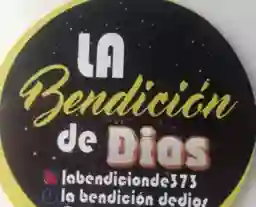 LA
Bendición
de Dios
labendicionde373
la bendición dedios